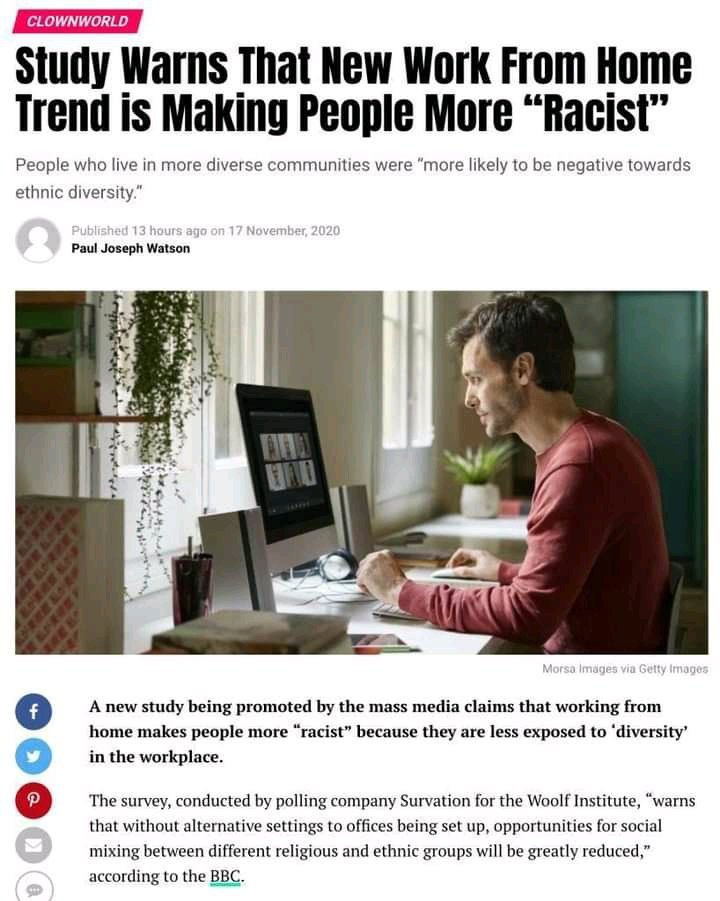 CLOWNWORLD
Study Warns That New Work From Home
Trend is Making People More “Racist”
People who live in more diverse communities were “more likely to be negative towards
ethnic diversity.”
Published 13 hours ago on 17 November, 2020
Paul Joseph Watson
Morsa Images via Getty Images
A new study being promoted by the mass media claims that working from
home makes people more “racist” because they are less exposed to ‘diversity’
in the workplace.
The survey, conducted by polling company Survation for the Woolf Institute, “warns
that without alternative settings to offices being set up, opportunities for social
mixing between different religious and ethnic groups will be greatly reduced,”
according to the BBC.